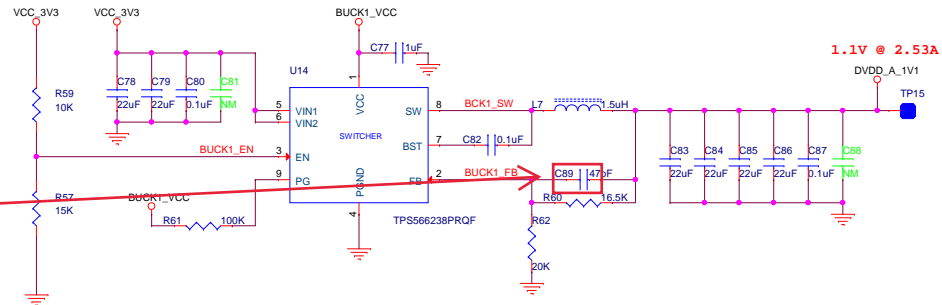 VCC_3V3
VCC_3V3
BUCK1_VCC
C77
1uF
1.1V @ 2.53A
DVDD_A_1V1
TP15
R59
10K
C78
22uF
C79
22uF
C80
0.1uF
C81
NM
U14
1
VCC
5
VIN1
6
VIN2
SW
8
BCK1_SW
L7
1.5uH
SWITCHER
BST
7
C82
0.1uF
BUCK1_EN
3
EN
9
PG
PGND
4
FB
2
BUCK1_FB
C89
47pF
R60
16.5K
TPS566238PRQF
C83
22uF
C84
22uF
C85
22uF
C86
22uF
C87
0.1uF
C88
NM
R57
15K
BUCK1_VCC
R61
100K
R62
20K